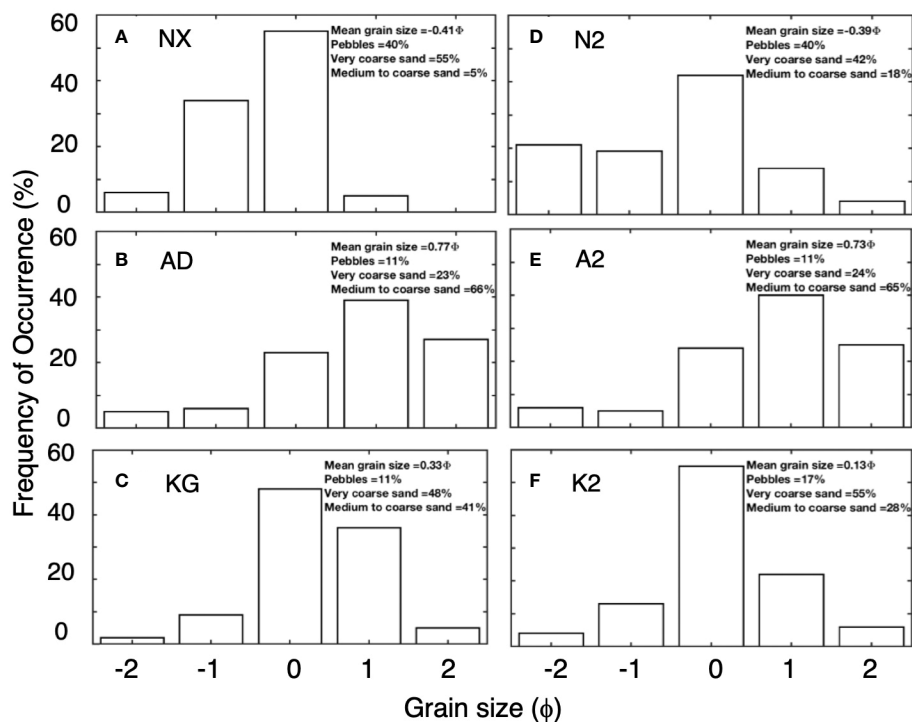 A NX
Mean grain size =-0.41Φ
Pebbles =40%
Very coarse sand =55%
Medium to coarse sand =5%
D N2
Mean grain size =-0.39Φ
Pebbles =40%
Very coarse sand =42%
Medium to coarse sand =18%
60
40
20
0
B AD
Mean grain size =0.77Φ
Pebbles =11%
Very coarse sand =23%
Medium to coarse sand =66%
E A2
Mean grain size =0.73Φ
Pebbles =11%
Very coarse sand =24%
Medium to coarse sand =65%
60
40
20
0
C KG
Mean grain size =0.33Φ
Pebbles =11%
Very coarse sand =48%
Medium to coarse sand =41%
F K2
Mean grain size =0.13Φ
Pebbles =17%
Very coarse sand =55%
Medium to coarse sand =28%
60
40
20
0
Frequency of Occurrence (%)
-2 -1 0 1 2
-2 -1 0 1 2
Grain size (ϕ)